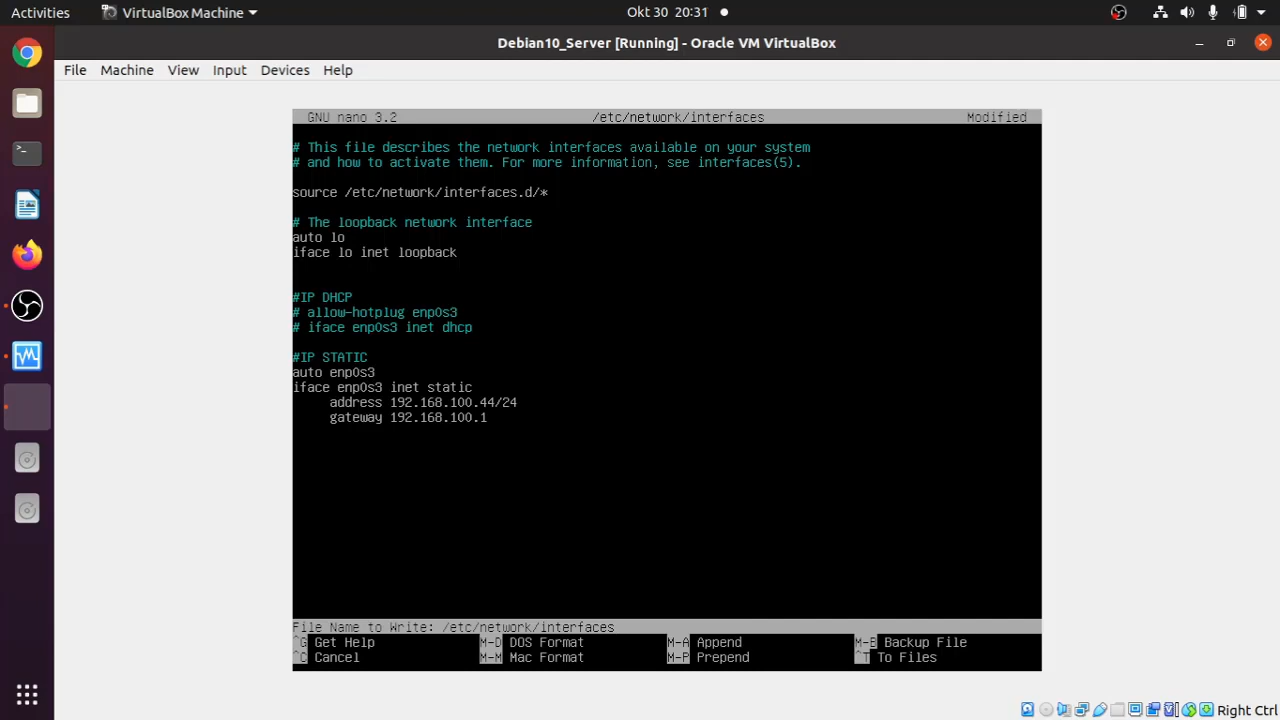 Activities
VirtualBox Machine
Okt 30 20:31
Debian10_Server [Running] - Oracle VM VirtualBox
File Machine View Input Devices Help
GNU nano 3.2 /etc/network/interfaces Modified
# This file describes the network interfaces available on your system
# and how to activate them. For more information, see interfaces(5).
source /etc/network/interfaces.d/*
# The loopback network interface
auto lo
iface lo inet loopback
#IP DHCP
# allow-hotplug enp0s3
# iface enp0s3 inet dhcp
#IP STATIC
auto enp0s3
iface enp0s3 inet static
address 192.168.100.44/24
gateway 192.168.100.1
File Name to Write: /etc/network/interfaces
^G Get Help M-D DOS Format M-A Append M-B Backup File
^C Cancel M-M Mac Format M-P Prepend ^T To Files
Right Ctrl